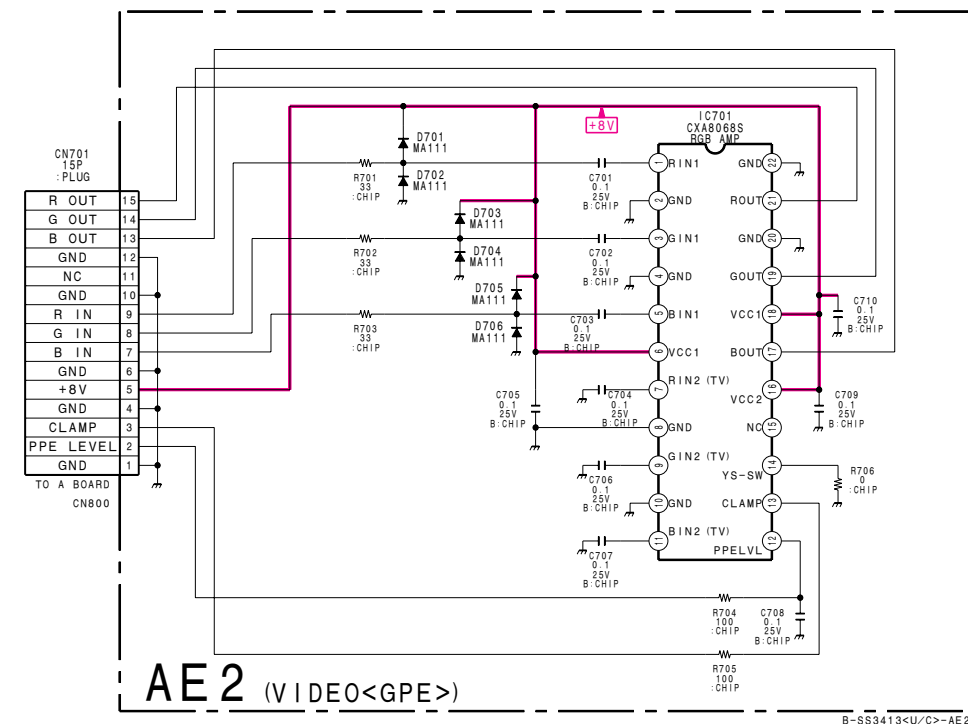 CN701
15P
:PLUG
R OUT 15
G OUT 14
B OUT 13
GND 12
NC 11
GND 10
R IN 9
G IN 8
B IN 7
GND 6
+8V 5
GND 4
CLAMP 3
PPE LEVEL 2
GND 1
TO A BOARD
CN800
+8V
D701
MA111
D702
MA111
R701
33
:CHIP
D703
MA111
D704
MA111
R702
33
:CHIP
D705
MA111
D706
MA111
R703
33
:CHIP
C701
0.1
25V
B:CHIP
C702
0.1
25V
B:CHIP
C703
0.1
25V
B:CHIP
C705
0.1
25V
B:CHIP
C704
0.1
25V
B:CHIP
C706
0.1
25V
B:CHIP
C707
0.1
25V
B:CHIP
IC701
CXA8068S
RGB AMP
1 RIN1
2 GND
3 GIN1
4 GND
5 BIN1
6 VCC1
7 RIN2 (TV)
8 GND
9 GIN2 (TV)
10 GND
11 BIN2 (TV)
GND 22
ROUT 21
GND 20
GOUT 19
VCC1 18
BOUT 17
VCC2 16
NC 15
YS-SW 14
CLAMP 13
PPELVL 12
C710
0.1
25V
B:CHIP
C709
0.1
25V
B:CHIP
R706
0
:CHIP
R704
100
:CHIP
C708
0.1
25V
B:CHIP
R705
100
:CHIP
AE2 (VIDEO<GPE>)
B-SS3413<U/C>-AE2